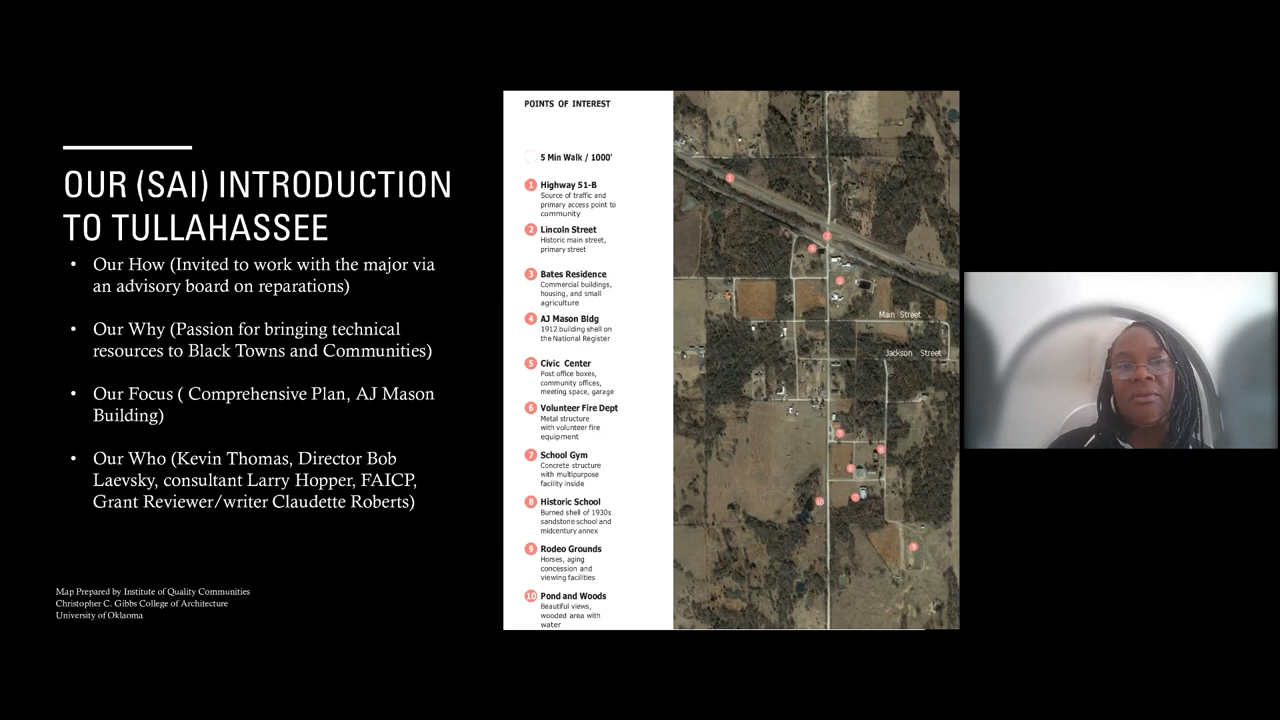 OUR (SAI) INTRODUCTION
TO TULLAHASSEE
• Our How (Invited to work with the major via
an advisory board on reparations)
• Our Why (Passion for bringing technical
resources to Black Towns and Communities)
• Our Focus ( Comprehensive Plan, AJ Mason
Building)
• Our Who (Kevin Thomas, Director Bob
Laevsky, consultant Larry Hopper, FAICP,
Grant Reviewer/writer Claudette Roberts)
Map Prepared by Institute of Quality Communities
Christopher C. Gibbs College of Architecture
University of Oklaoma
POINTS OF INTEREST
5 Min Walk / 1000'
1 Highway 51-B
Source of traffic and
primary access point to
community
2 Lincoln Street
Historic main street,
primary street
3 Bates Residence
Commercial buildings,
housing, and small
agriculture
4 AJ Mason Bldg
1912 building shell on
the National Register
5 Civic Center
Post office boxes,
community offices,
meeting space, garage
6 Volunteer Fire Dept
Metal structure
with volunteer fire
equipment
7 School Gym
Concrete structure
with multipurpose
facility inside
8 Historic School
Burned shell of 1930s
sandstone school and
midcentury annex
9 Rodeo Grounds
Horses, aging
concession and
viewing facilities
10 Pond and Woods
Beautiful views,
wooded area with
water
Main Street
Jackson Street